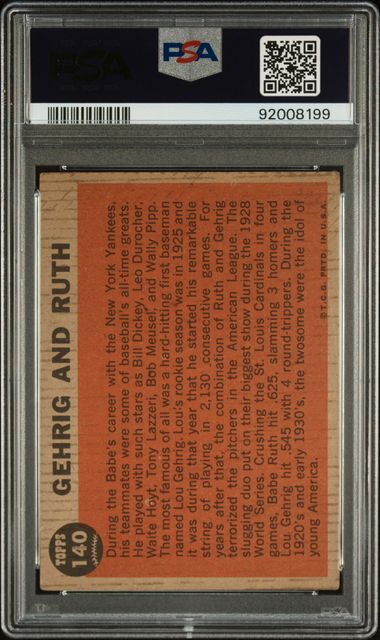 PSA
PSA
92008199
TOPPS
140
GEHRIG AND RUTH
During the Babe's career with the New York Yankees,
his teammates were some of baseball's all-time greats.
He played with such stars as Bill Dickey, Leo Durocher,
Waite Hoyt, Tony Lazzeri, Bob Meusel, and Wally Pipp.
The most famous of all was a hard-hitting first baseman
named Lou Gehrig. Lou's rookie season was in 1925 and
it was during that year that he started his remarkable
string of playing in 2,130 consecutive games. For
years after that, the combination of Ruth and Gehrig
terrorized the pitchers in the American League. The
slugging duo put on their biggest show during the 1928
World Series. Crushing the St. Louis Cardinals in four
games, Babe Ruth hit .625, slamming 3 homers and
Lou Gehrig hit .545 with 4 round-trippers. During the
1920's and early 1930's, the twosome were the idol of
young America.
©T.C.G. PRTD. IN U.S.A.